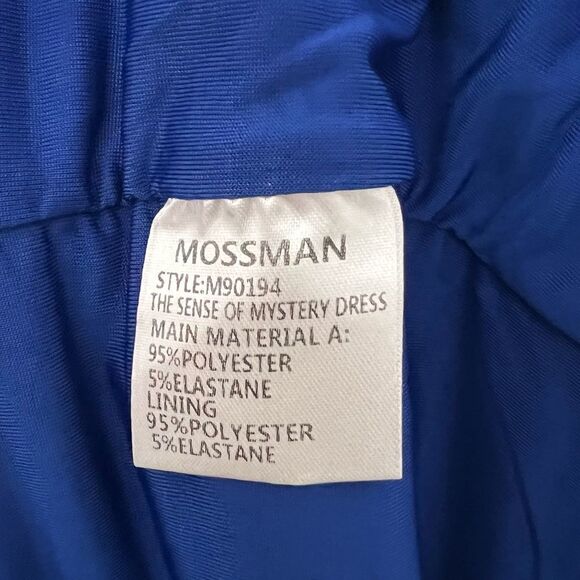 MOSSMAN
STYLE:M90194
THE SENSE OF MYSTERY DRESS
MAIN MATERIAL A:
95%POLYESTER
5%ELASTANE
LINING
95%POLYESTER
5%ELASTANE